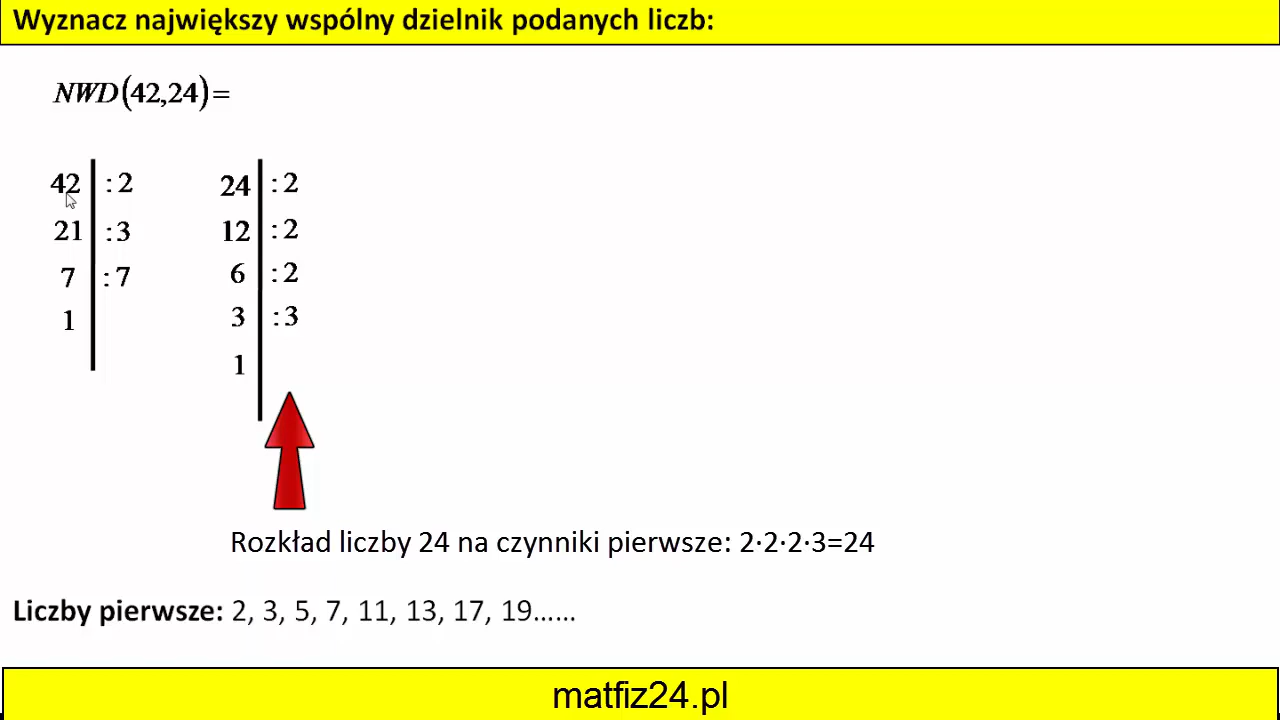 Wyznacz największy wspólny dzielnik podanych liczb:
NWD(42,24)=
42 :2 24 :2
21 :3 12 :2
7 :7 6 :2
1 3 :3
1
Rozkład liczby 24 na czynniki pierwsze: 2·2·2·3=24
Liczby pierwsze: 2, 3, 5, 7, 11, 13, 17, 19......
matfiz24.pl